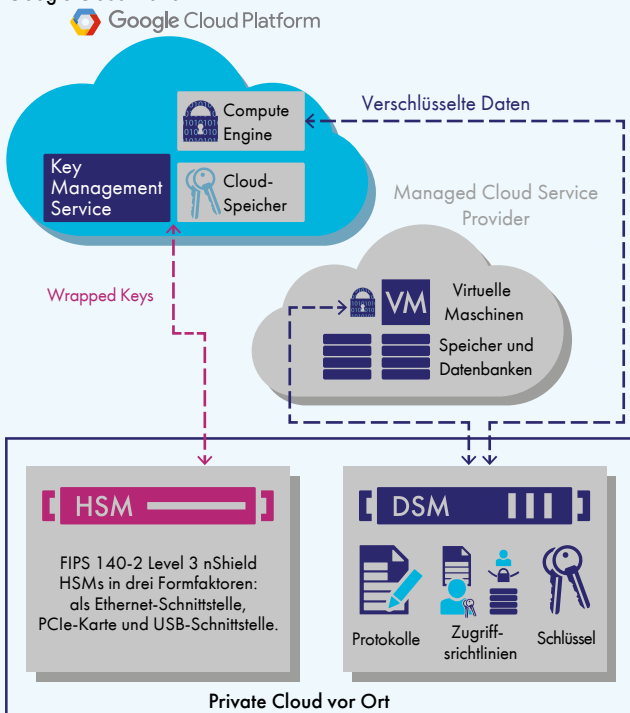 Google Cloud Platform
Compute
Engine
Verschlüsselte Daten
Key
Management
Service
Cloud-
Speicher
Managed Cloud Service
Provider
Wrapped Keys
VM
Virtuelle
Maschinen
Speicher und
Datenbanken
HSM
FIPS 140-2 Level 3 nShield
HSMs in drei Formfaktoren:
als Ethernet-Schnittstelle,
PCIe-Karte und USB-Schnittstelle.
DSM
Protokolle
Zugriff-
srichtlinien
Schlüssel
Private Cloud vor Ort